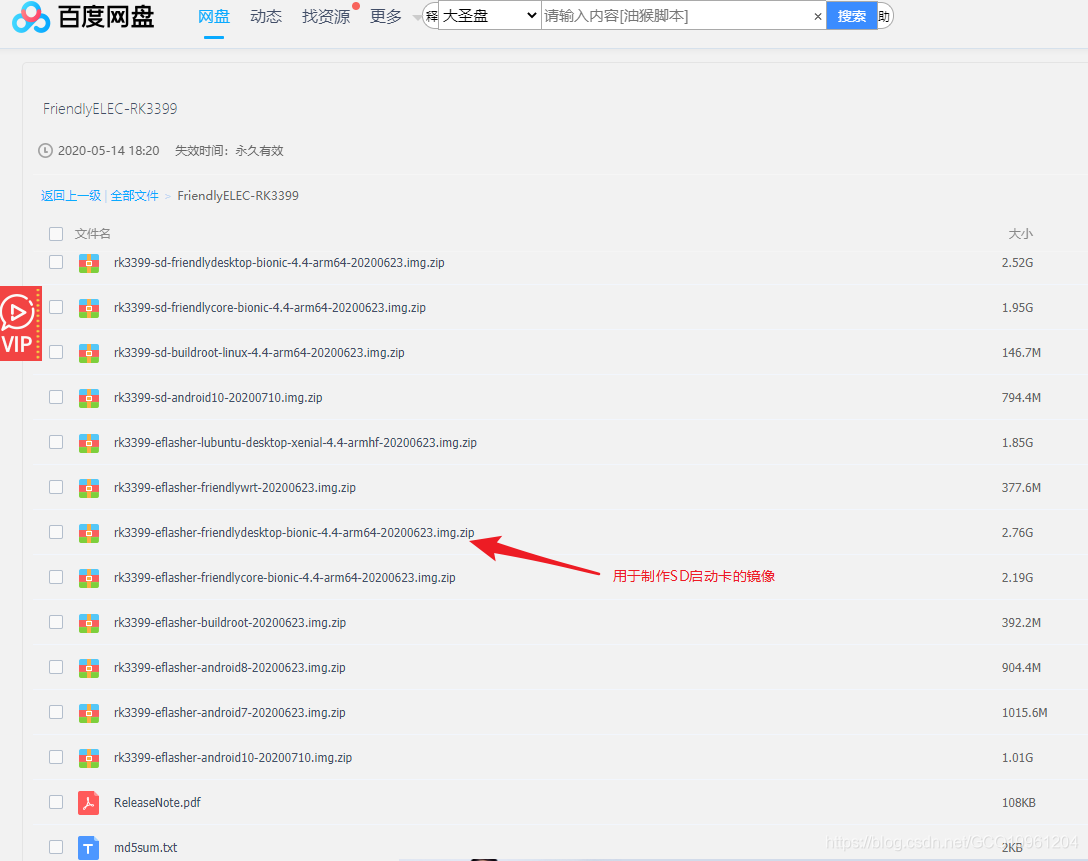 百度网盘 网盘 动态 找资源 更多 程 大圣盘 请输入内容[油猴脚本] × 搜索 助
FriendlyELEC-RK3399
2020-05-14 18:20 失效时间：永久有效
返回上一级 | 全部文件 > FriendlyELEC-RK3399
文件名 大小
rk3399-sd-friendlydesktop-bionic-4.4-arm64-20200623.img.zip 2.52G
rk3399-sd-friendlycore-bionic-4.4-arm64-20200623.img.zip 1.95G
VIP
rk3399-sd-buildroot-linux-4.4-arm64-20200623.img.zip 146.7M
rk3399-sd-android10-20200710.img.zip 794.4M
rk3399-eflasher-lubuntu-desktop-xenial-4.4-armhf-20200623.img.zip 1.85G
rk3399-eflasher-friendlywrt-20200623.img.zip 377.6M
rk3399-eflasher-friendlydesktop-bionic-4.4-arm64-20200623.img.zip 2.76G
用于制作SD启动卡的镜像
rk3399-eflasher-friendlycore-bionic-4.4-arm64-20200623.img.zip 2.19G
rk3399-eflasher-buildroot-20200623.img.zip 392.2M
rk3399-eflasher-android8-20200623.img.zip 904.4M
rk3399-eflasher-android7-20200623.img.zip 1015.6M
rk3399-eflasher-android10-20200710.img.zip 1.01G
ReleaseNote.pdf 108KB
md5sum.txt 2KB